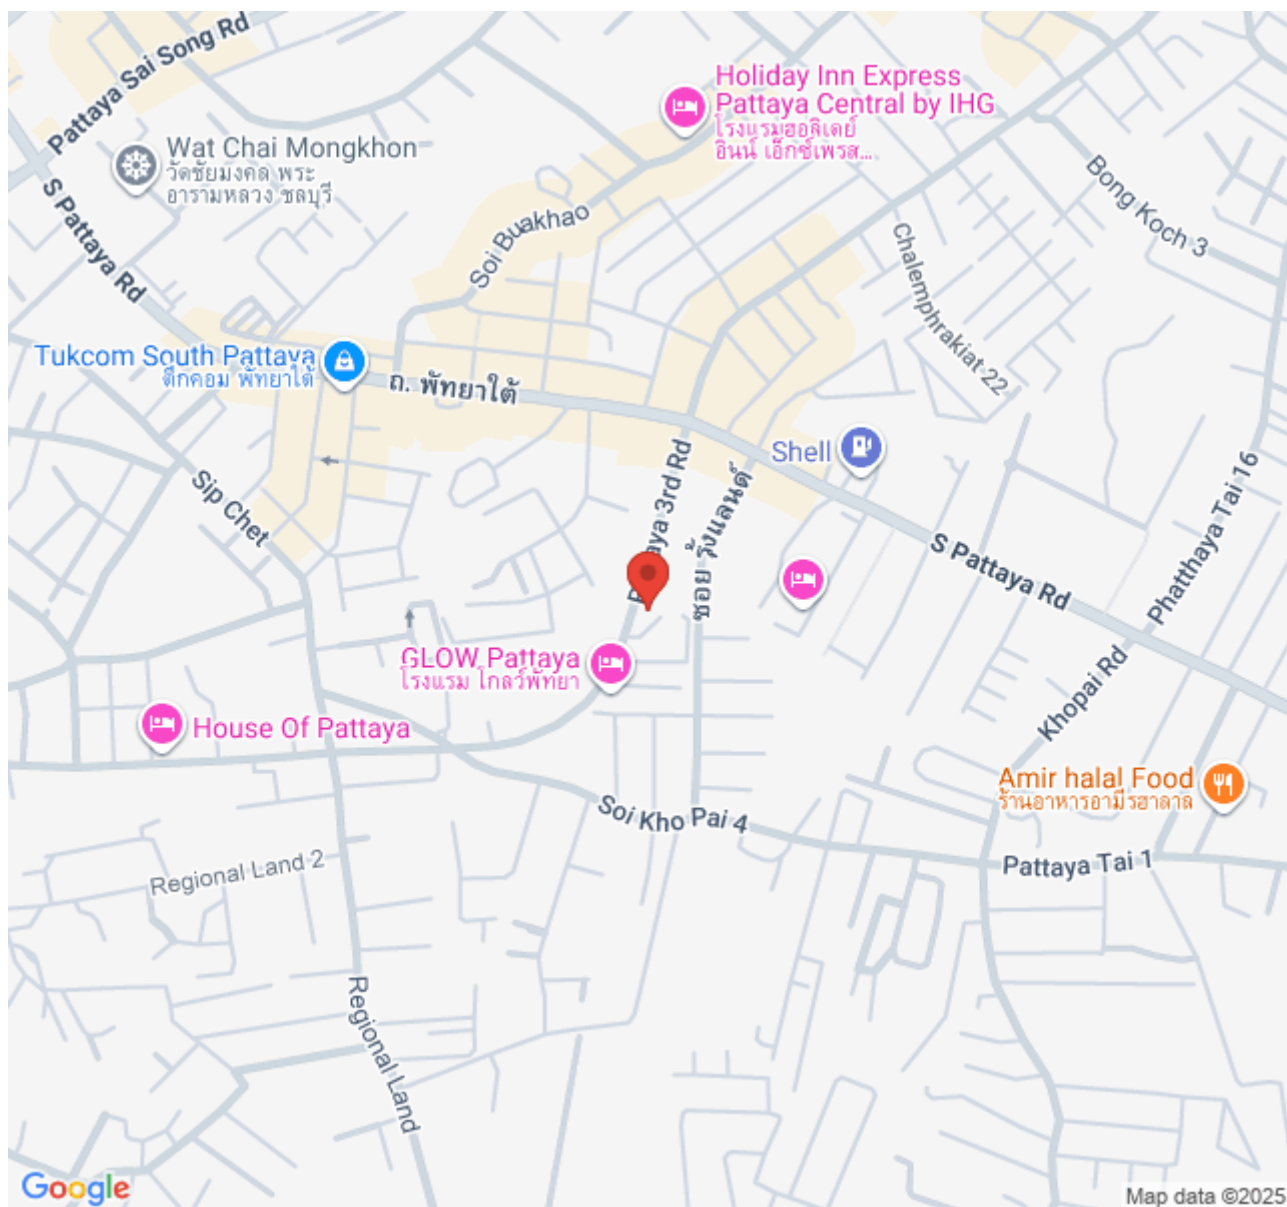 Pattaya Sai Song Rd
Holiday Inn Express
Pattaya Central by IHG
โรงแรมฮอลิเดย์
อินน์ เอ็กซ์เพรส...
Wat Chai Mongkhon
วัดชัยมงคล พระ
อารามหลวง ชลบุรี
S Pattaya Rd
Soi Buakhao
Bong Koch 3
Chalemphrakiat 22
Tukcom South Pattaya
ตึกคอม พัทยาใต้
ถ. พัทยาใต้
Shell
Sip Chet
aya 3rd Rd
ซอย วุ้งแลนด์
S Pattaya Rd
Phatthaya Tai 16
GLOW Pattaya
โรงแรม โกลว์พัทยา
Khopai Rd
House Of Pattaya
Amir halal Food
ร้านอาหารอามีรฮาลาล
Soi Kho Pai 4
Pattaya Tai 1
Regional Land 2
Regional Land
Google
Map data ©2025